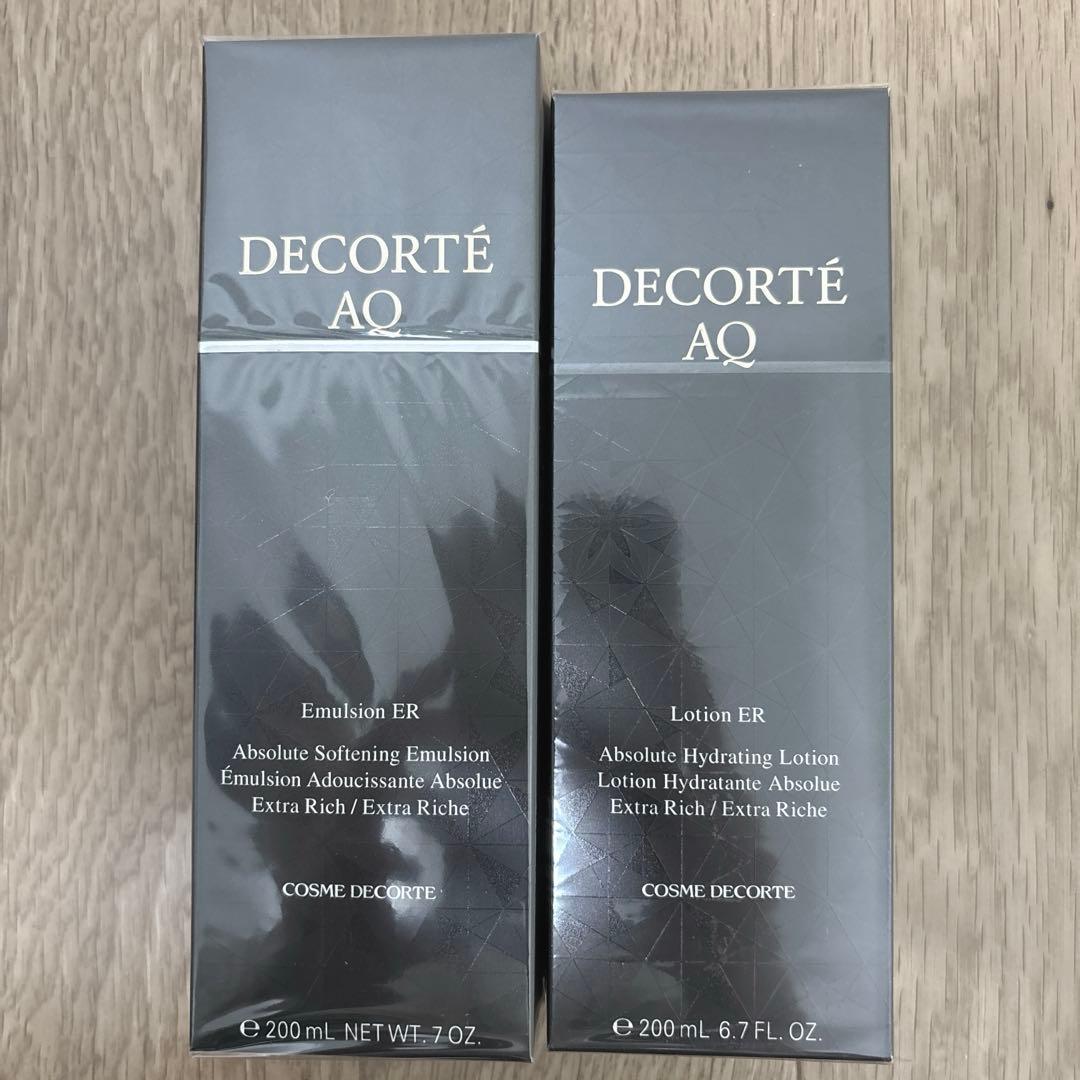 DECORTÉ
AQ
Emulsion ER
Absolute Softening Emulsion
Émulsion Adoucissante Absolue
Extra Rich / Extra Riche
COSME DECORTE
℮ 200 mL NET WT. 7 OZ.
DECORTÉ
AQ
Lotion ER
Absolute Hydrating Lotion
Lotion Hydratante Absolue
Extra Rich / Extra Riche
COSME DECORTE
℮ 200 mL 6.7 FL. OZ.